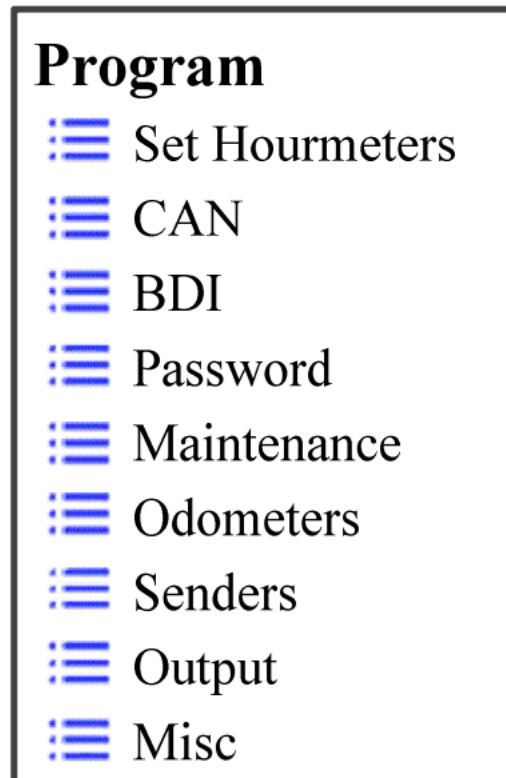 Program
Set Hourmeters
CAN
BDI
Password
Maintenance
Odometers
Senders
Output
Misc